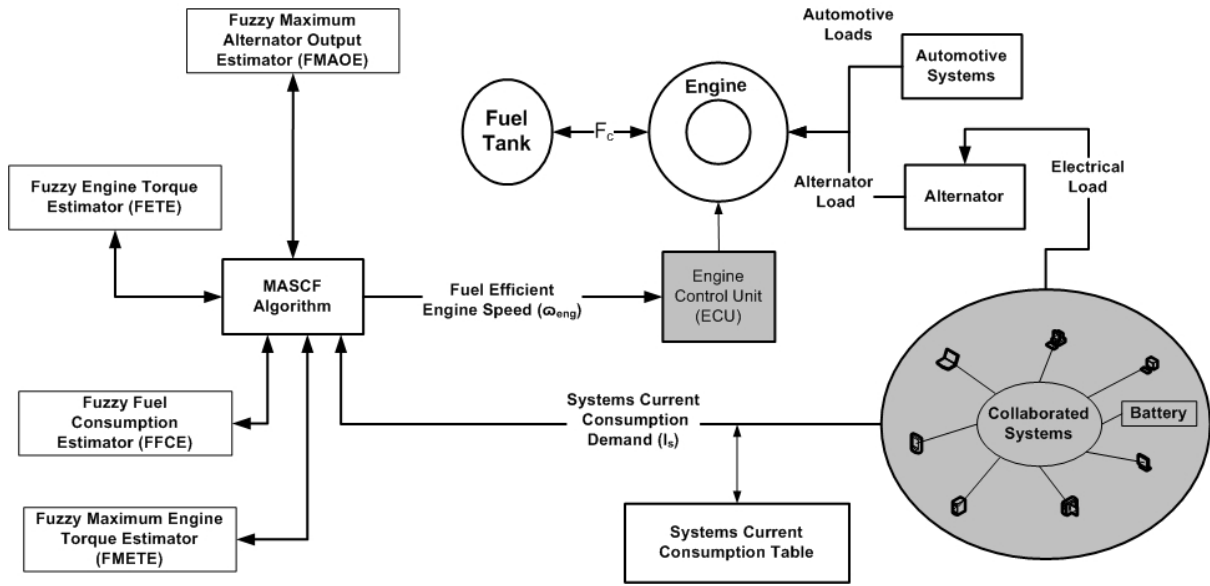 Fuzzy Maximum
Alternator Output
Estimator (FMAOE)
Automotive
Loads
Automotive
Systems
Engine
Fuel
Tank
Fc
Fuzzy Engine Torque
Estimator (FETE)
Alternator
Load
Alternator
Electrical
Load
MASCF
Algorithm
Fuel Efficient
Engine Speed (ϖeng)
Engine
Control Unit
(ECU)
Fuzzy Fuel
Consumption
Estimator (FFCE)
Systems Current
Consumption
Demand (Is)
Collaborated
Systems
Battery
Fuzzy Maximum Engine
Torque Estimator
(FMETE)
Systems Current
Consumption Table